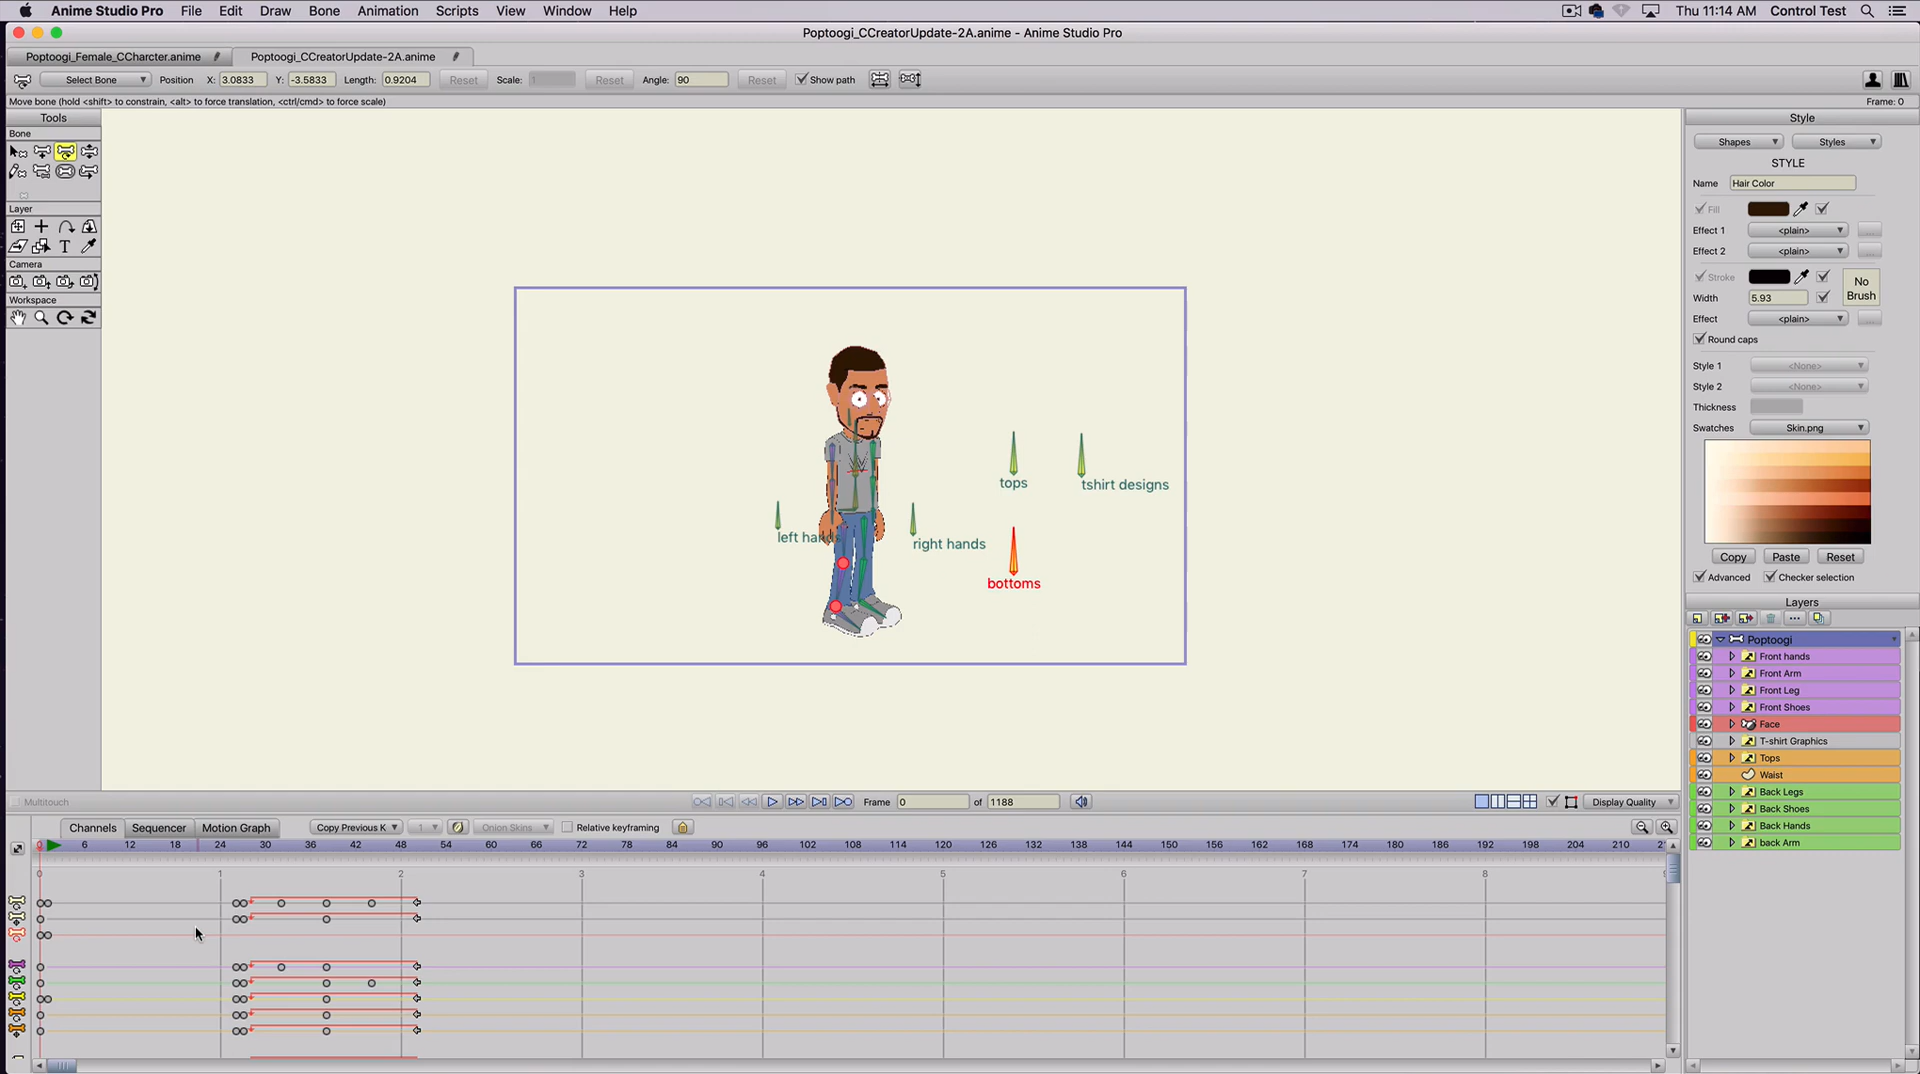 Anime Studio Pro File Edit Draw Bone Animation Scripts View Window Help Thu 11:14 AM Control Test
Poptoogi_CCreatorUpdate-2A.anime - Anime Studio Pro
Poptoogi_Female_CCharcter.anime Poptoogi_CCreatorUpdate-2A.anime
Select Bone Position X: 3.0833 Y: -3.5833 Length: 0.9204 Reset Scale: 1 Reset Angle: 90 Reset Show path
Move bone (hold <shift> to constrain, <alt> to force translation, <ctrl/cmd> to force scale) Frame: 0
Tools
Bone
Layer
T
Camera
Workspace
tops
tshirt designs
left hands
right hands
bottoms
Style
Shapes Styles
STYLE
Name Hair Color
Fill
Effect 1 <plain> ...
Effect 2 <plain> ...
Stroke
No Brush
Width 5.93
Effect <plain> ...
Round caps
Style 1 <None>
Style 2 <None>
Thickness
Swatches Skin.png
Copy Paste Reset
Advanced Checker selection
Layers
Poptoogi
Front hands
Front Arm
Front Leg
Front Shoes
Face
T-shirt Graphics
Tops
Waist
Back Legs
Back Shoes
Back Hands
back Arm
Multitouch Frame 0 of 1188 Display Quality
Channels Sequencer Motion Graph Copy Previous K 1 Onion Skins Relative keyframing
0 6 12 18 24 30 36 42 48 54 60 66 72 78 84 90 96 102 108 114 120 126 132 138 144 150 156 162 168 174 180 186 192 198 204 210
0 1 2 3 4 5 6 7 8